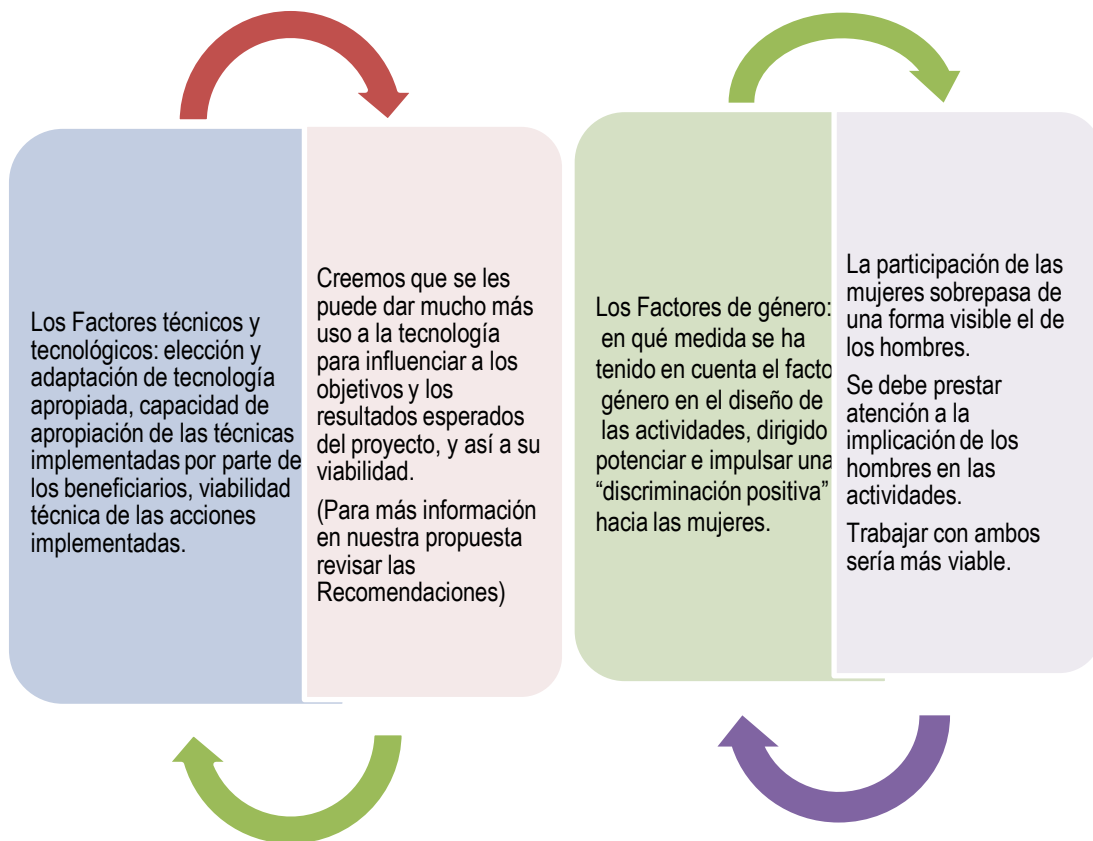 Los Factores técnicos y
tecnológicos: elección y
adaptación de tecnología
apropiada, capacidad de
apropiación de las técnicas
implementadas por parte de
los beneficiarios, viabilidad
técnica de las acciones
implementadas.
Creemos que se les
puede dar mucho más
uso a la tecnología
para influenciar a los
objetivos y los
resultados esperados
del proyecto, y así a su
viabilidad.
(Para más información
en nuestra propuesta
revisar las
Recomendaciones)
Los Factores de género:
en qué medida se ha
tenido en cuenta el facto
género en el diseño de
las actividades, dirigido
potenciar e impulsar una
“discriminación positiva”
hacia las mujeres.
La participación de las
mujeres sobrepasa de
una forma visible el de
los hombres.
Se debe prestar
atención a la
implicación de los
hombres en las
actividades.
Trabajar con ambos
sería más viable.